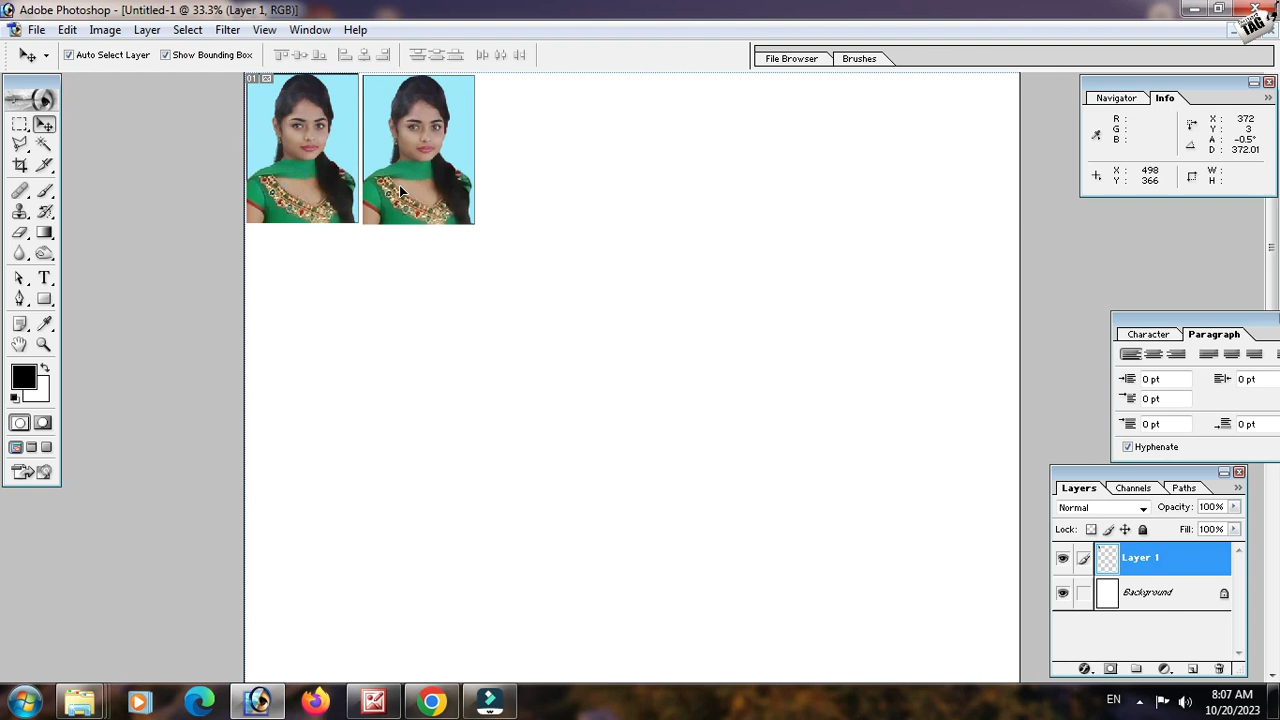 Adobe Photoshop - [Untitled-1 @ 33.3% (Layer 1, RGB)]
TAG
File Edit Image Layer Select Filter View Window Help
Auto Select Layer Show Bounding Box
File Browser Brushes
01
Navigator Info
R : X : 372
G : Y : 3
B : A : -0.5°
D : 372.01
X : 498 W :
Y : 366 H :
T
Character Paragraph
0 pt 0 pt
0 pt
0 pt 0 pt
Hyphenate
Layers Channels Paths
Normal Opacity: 100%
Lock: Fill: 100%
Layer 1
Background
EN
8:07 AM
10/20/2023